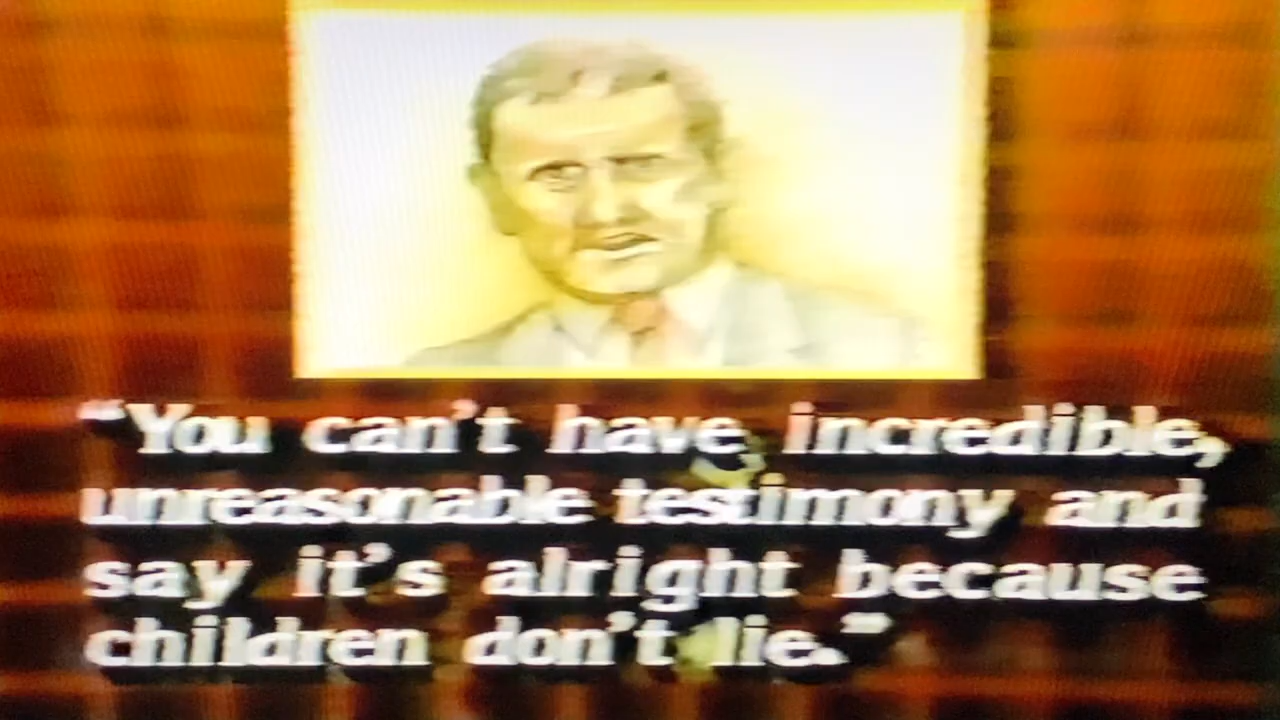 “You can't have incredible,
unreasonable testimony and
say it's alright because
children don't lie.”